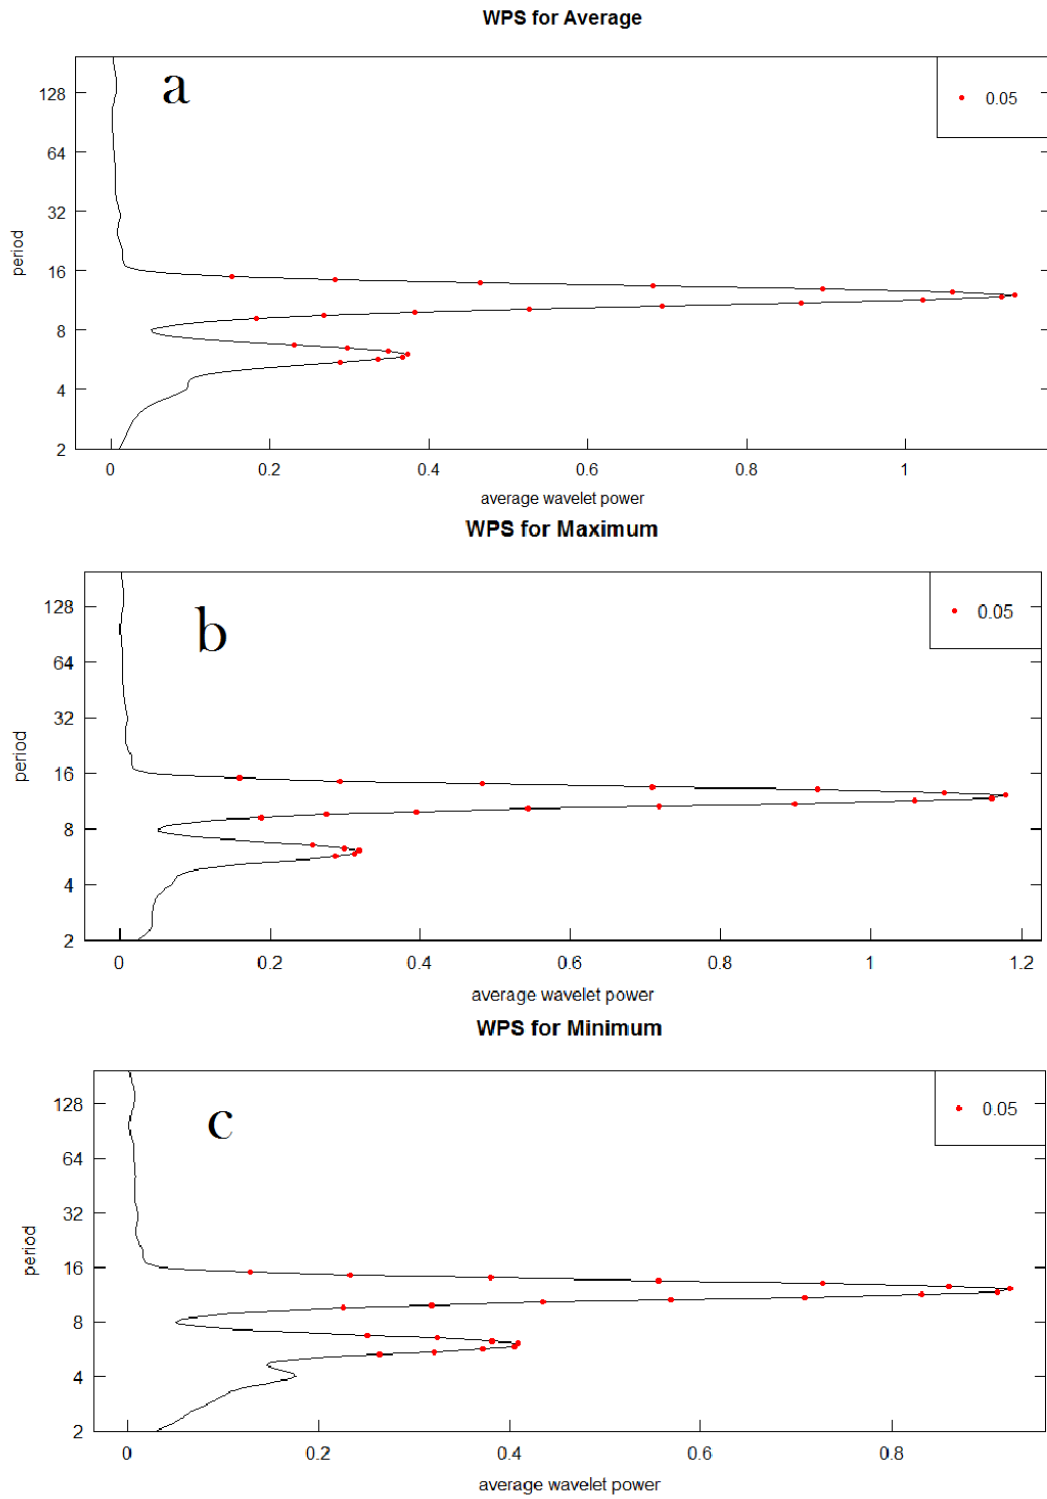 WPS for Average
a
0.05
128
64
32
16
8
4
2
period
0 0.2 0.4 0.6 0.8 1
average wavelet power
WPS for Maximum
b
0.05
128
64
32
16
8
4
2
period
0 0.2 0.4 0.6 0.8 1 1.2
average wavelet power
WPS for Minimum
c
0.05
128
64
32
16
8
4
2
period
0 0.2 0.4 0.6 0.8
average wavelet power